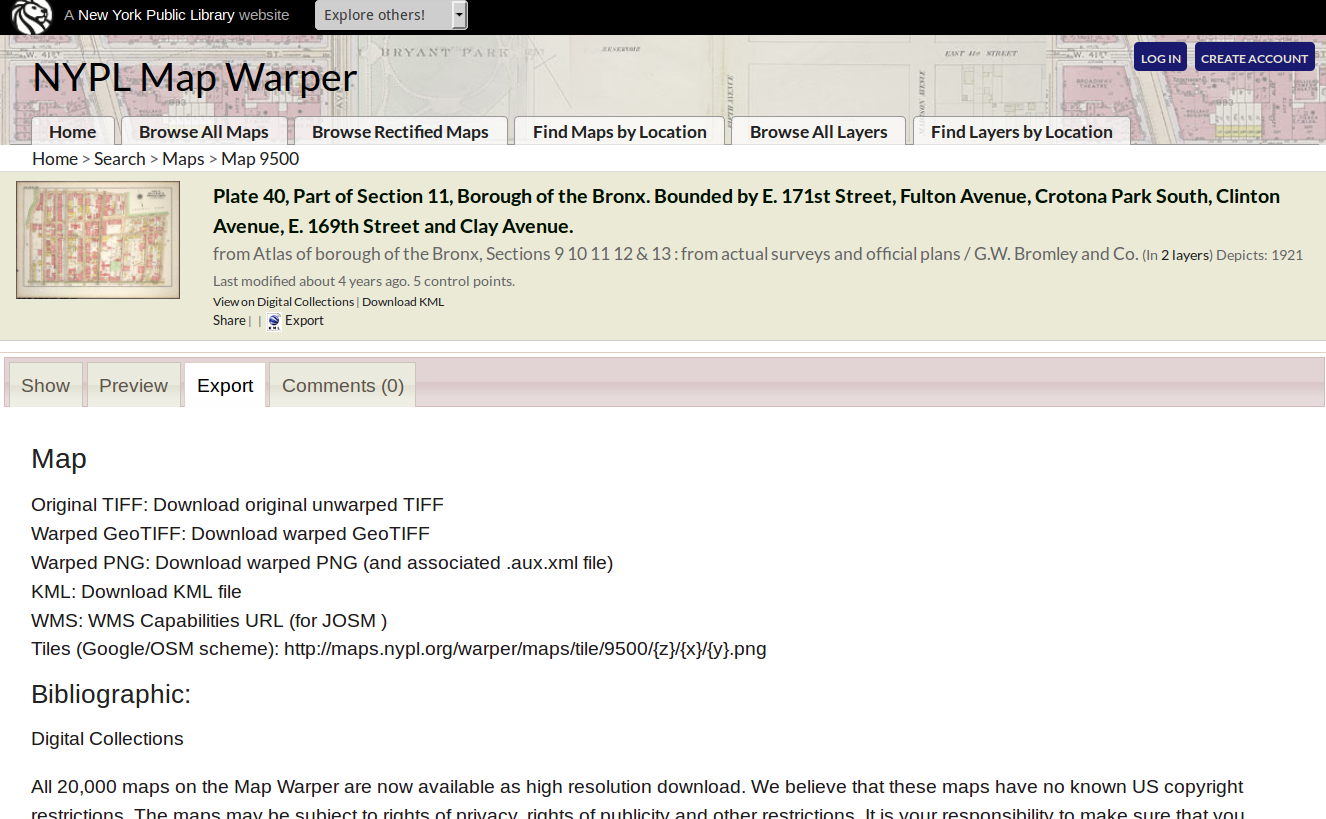 A New York Public Library website
Explore others!
W. 41ST
BRYANT PARK
RESERVOIR
EAST 40 STREET
NYPL Map Warper
LOG IN
CREATE ACCOUNT
Home
Browse All Maps
Browse Rectified Maps
Find Maps by Location
Browse All Layers
Find Layers by Location
Home > Search > Maps > Map 9500
Plate 40, Part of Section 11, Borough of the Bronx. Bounded by E. 171st Street, Fulton Avenue, Crotona Park South, Clinton
Avenue, E. 169th Street and Clay Avenue.
from Atlas of borough of the Bronx, Sections 9 10 11 12 & 13 : from actual surveys and official plans / G.W. Bromley and Co. (In 2 layers) Depicts: 1921
Last modified about 4 years ago. 5 control points.
View on Digital Collections | Download KML
Share | | KML Export
Show
Preview
Export
Comments (0)
Map
Original TIFF: Download original unwarped TIFF
Warped GeoTIFF: Download warped GeoTIFF
Warped PNG: Download warped PNG (and associated .aux.xml file)
KML: Download KML file
WMS: WMS Capabilities URL (for JOSM )
Tiles (Google/OSM scheme): http://maps.nypl.org/warper/maps/tile/9500/{z}/{x}/{y}.png
Bibliographic:
Digital Collections
All 20,000 maps on the Map Warper are now available as high resolution download. We believe that these maps have no known US copyright
restrictions. The maps may be subject to rights of privacy, rights of publicity and other restrictions. It is your responsibility to make sure that you